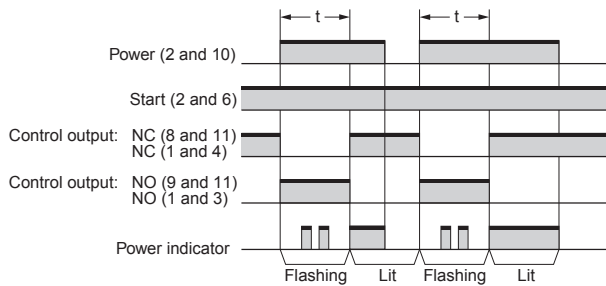 t
t
Power (2 and 10)
Start (2 and 6)
Control output: NC (8 and 11)
NC (1 and 4)
Control output: NO (9 and 11)
NO (1 and 3)
Power indicator
Flashing Lit Flashing Lit